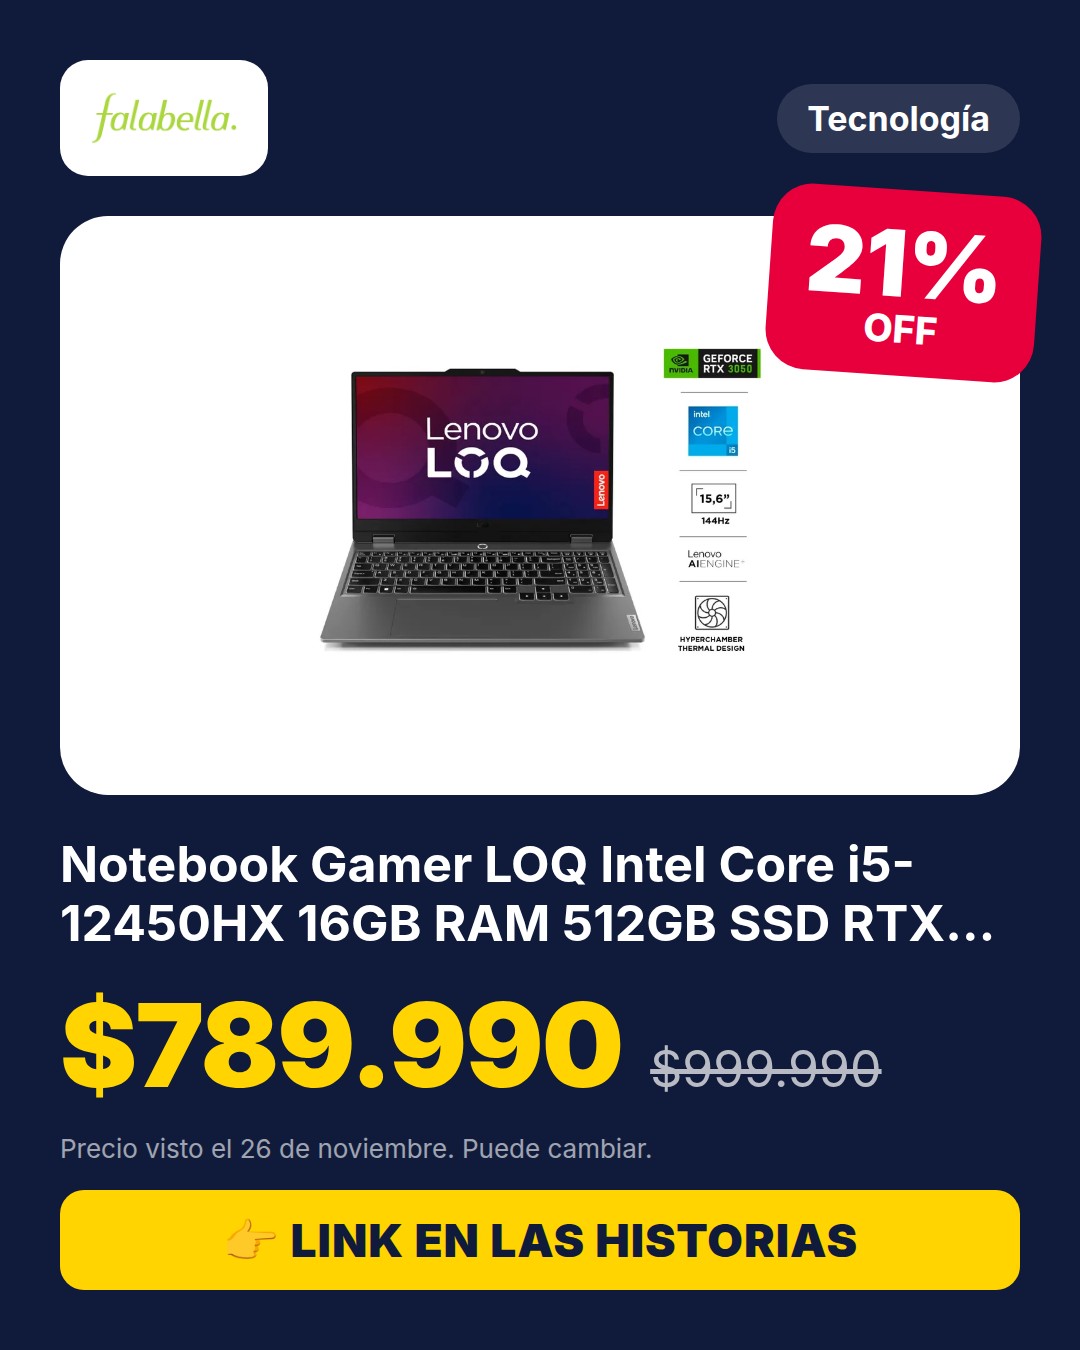 falabella.
Tecnología
21%
OFF
NVIDIA
GEFORCE
RTX 3050
intel
CORE
i5
15,6”
144Hz
Lenovo
AI ENGINE+
HYPERCHAMBER
THERMAL DESIGN
Lenovo
LOQ
Lenovo
Notebook Gamer LOQ Intel Core i5-
12450HX 16GB RAM 512GB SSD RTX...
$789.990 $999.990
Precio visto el 26 de noviembre. Puede cambiar.
👉 LINK EN LAS HISTORIAS